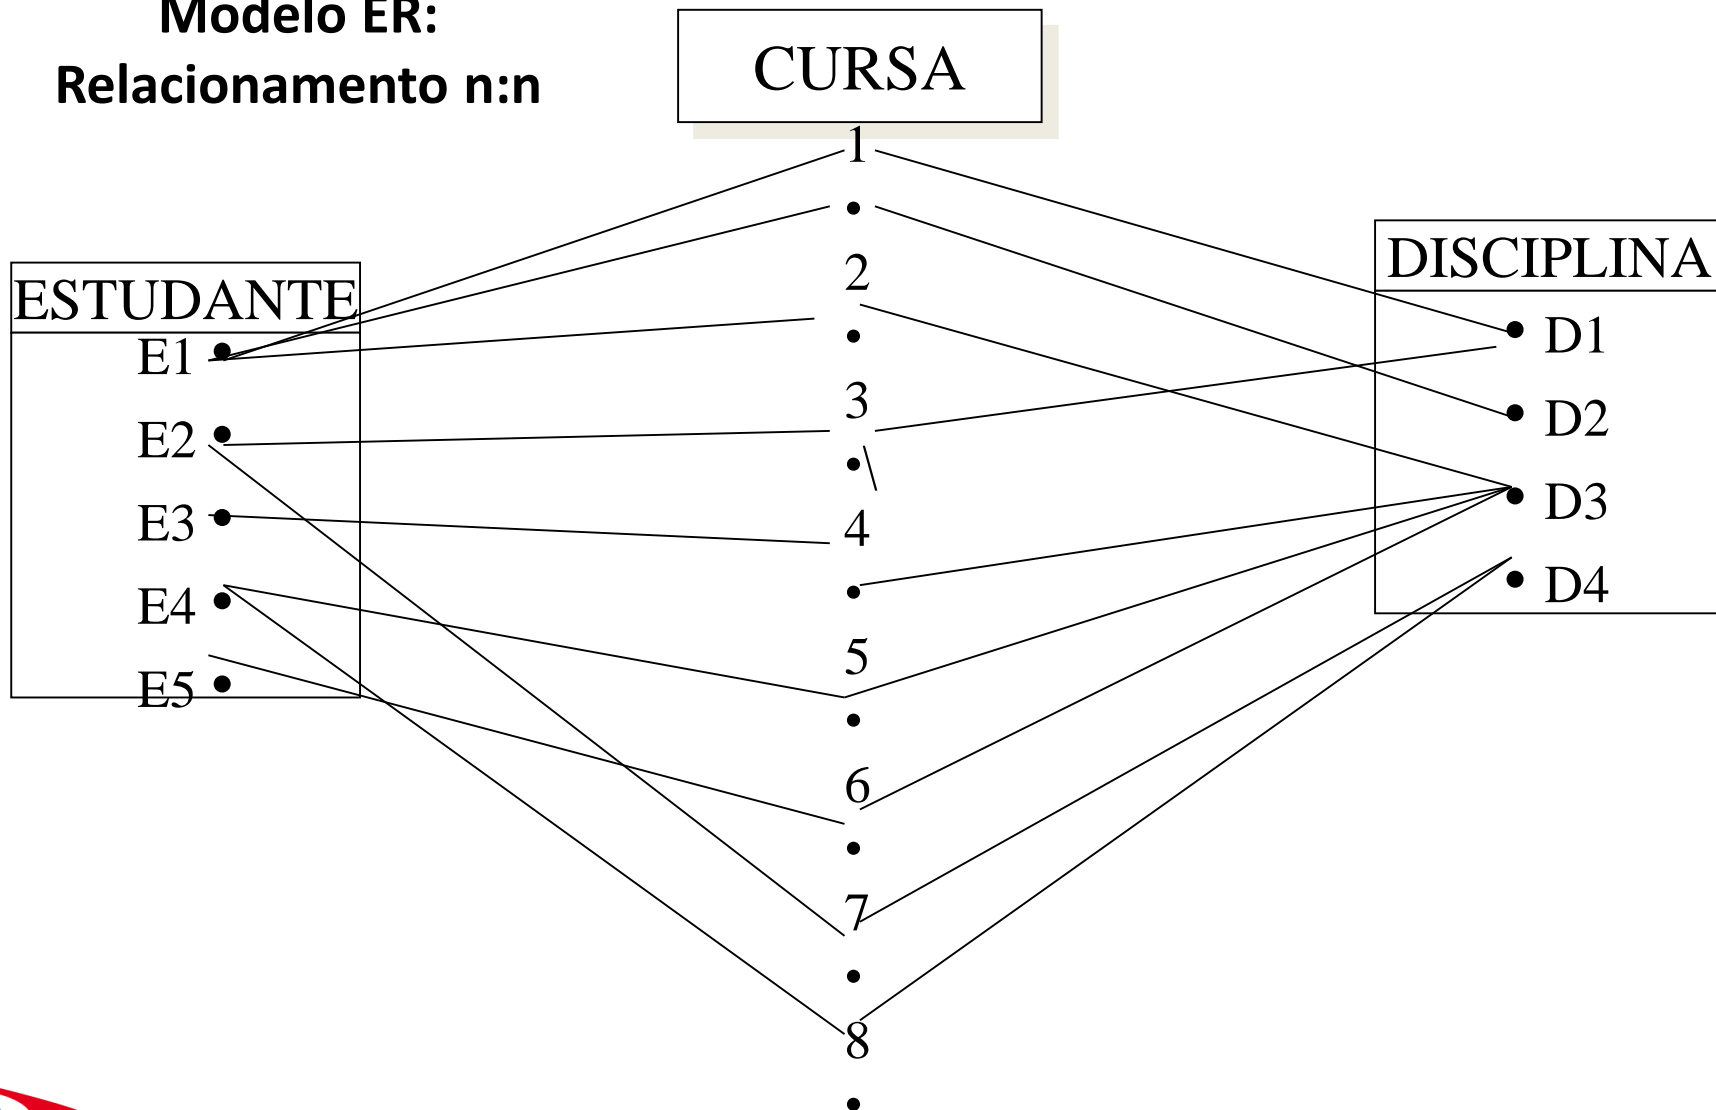 Modelo ER:
Relacionamento n:n
CURSA
ESTUDANTE
E1
E2
E3
E4
E5
1
2
3
4
5
6
7
8
DISCIPLINA
D1
D2
D3
D4